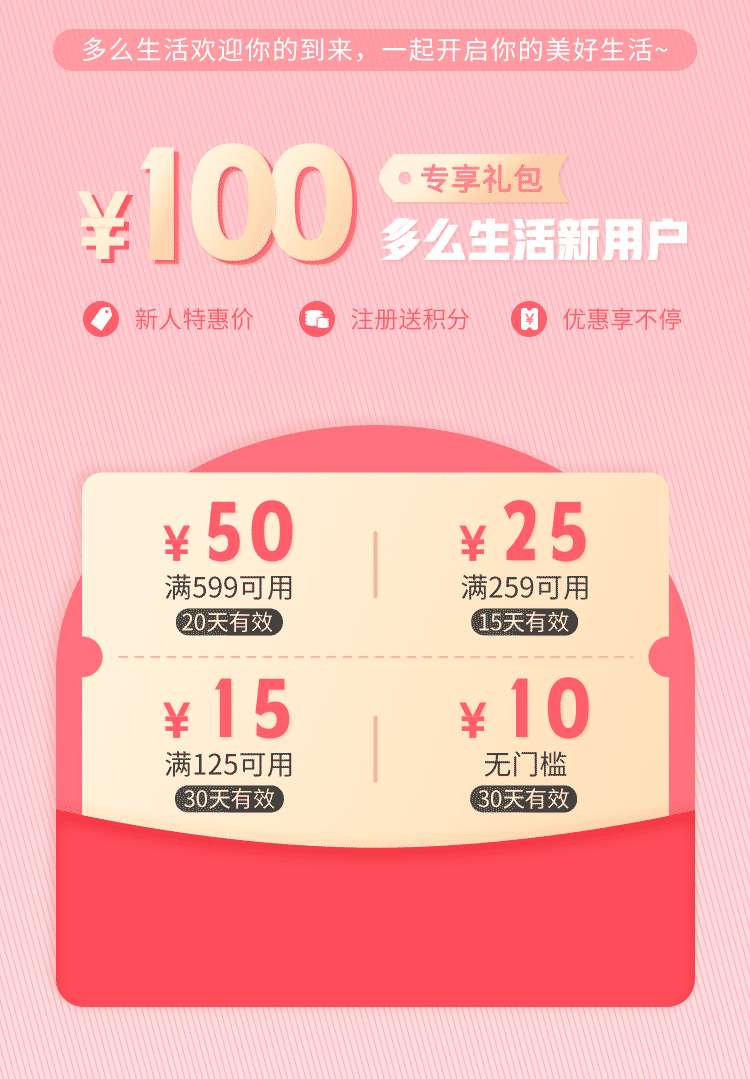 多么生活欢迎你的到来，一起开启你的美好生活~
¥100
专享礼包
多么生活新用户
新人特惠价
注册送积分
¥
优惠享不停
¥ 50
满599可用
20天有效
¥ 25
满259可用
15天有效
¥ 15
满125可用
30天有效
¥ 10
无门槛
30天有效